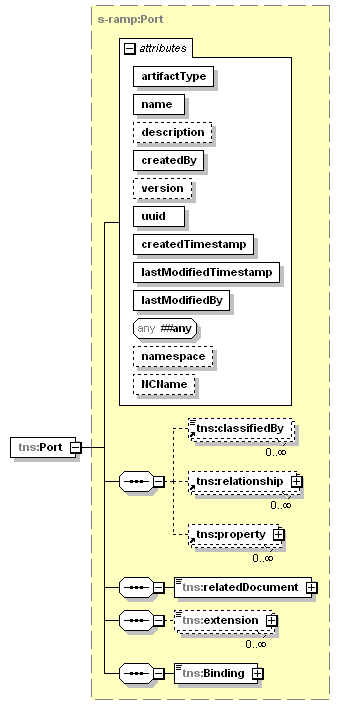 s-ramp:Port
attributes
artifactType
name
description
createdBy
version
uuid
createdTimestamp
lastModifiedTimestamp
lastModifiedBy
any ##any
namespace
NCName
tns:Port
tns:classifiedBy
0..∞
tns:relationship
0..∞
tns:property
0..∞
tns:relatedDocument
tns:extension
0..∞
tns:Binding